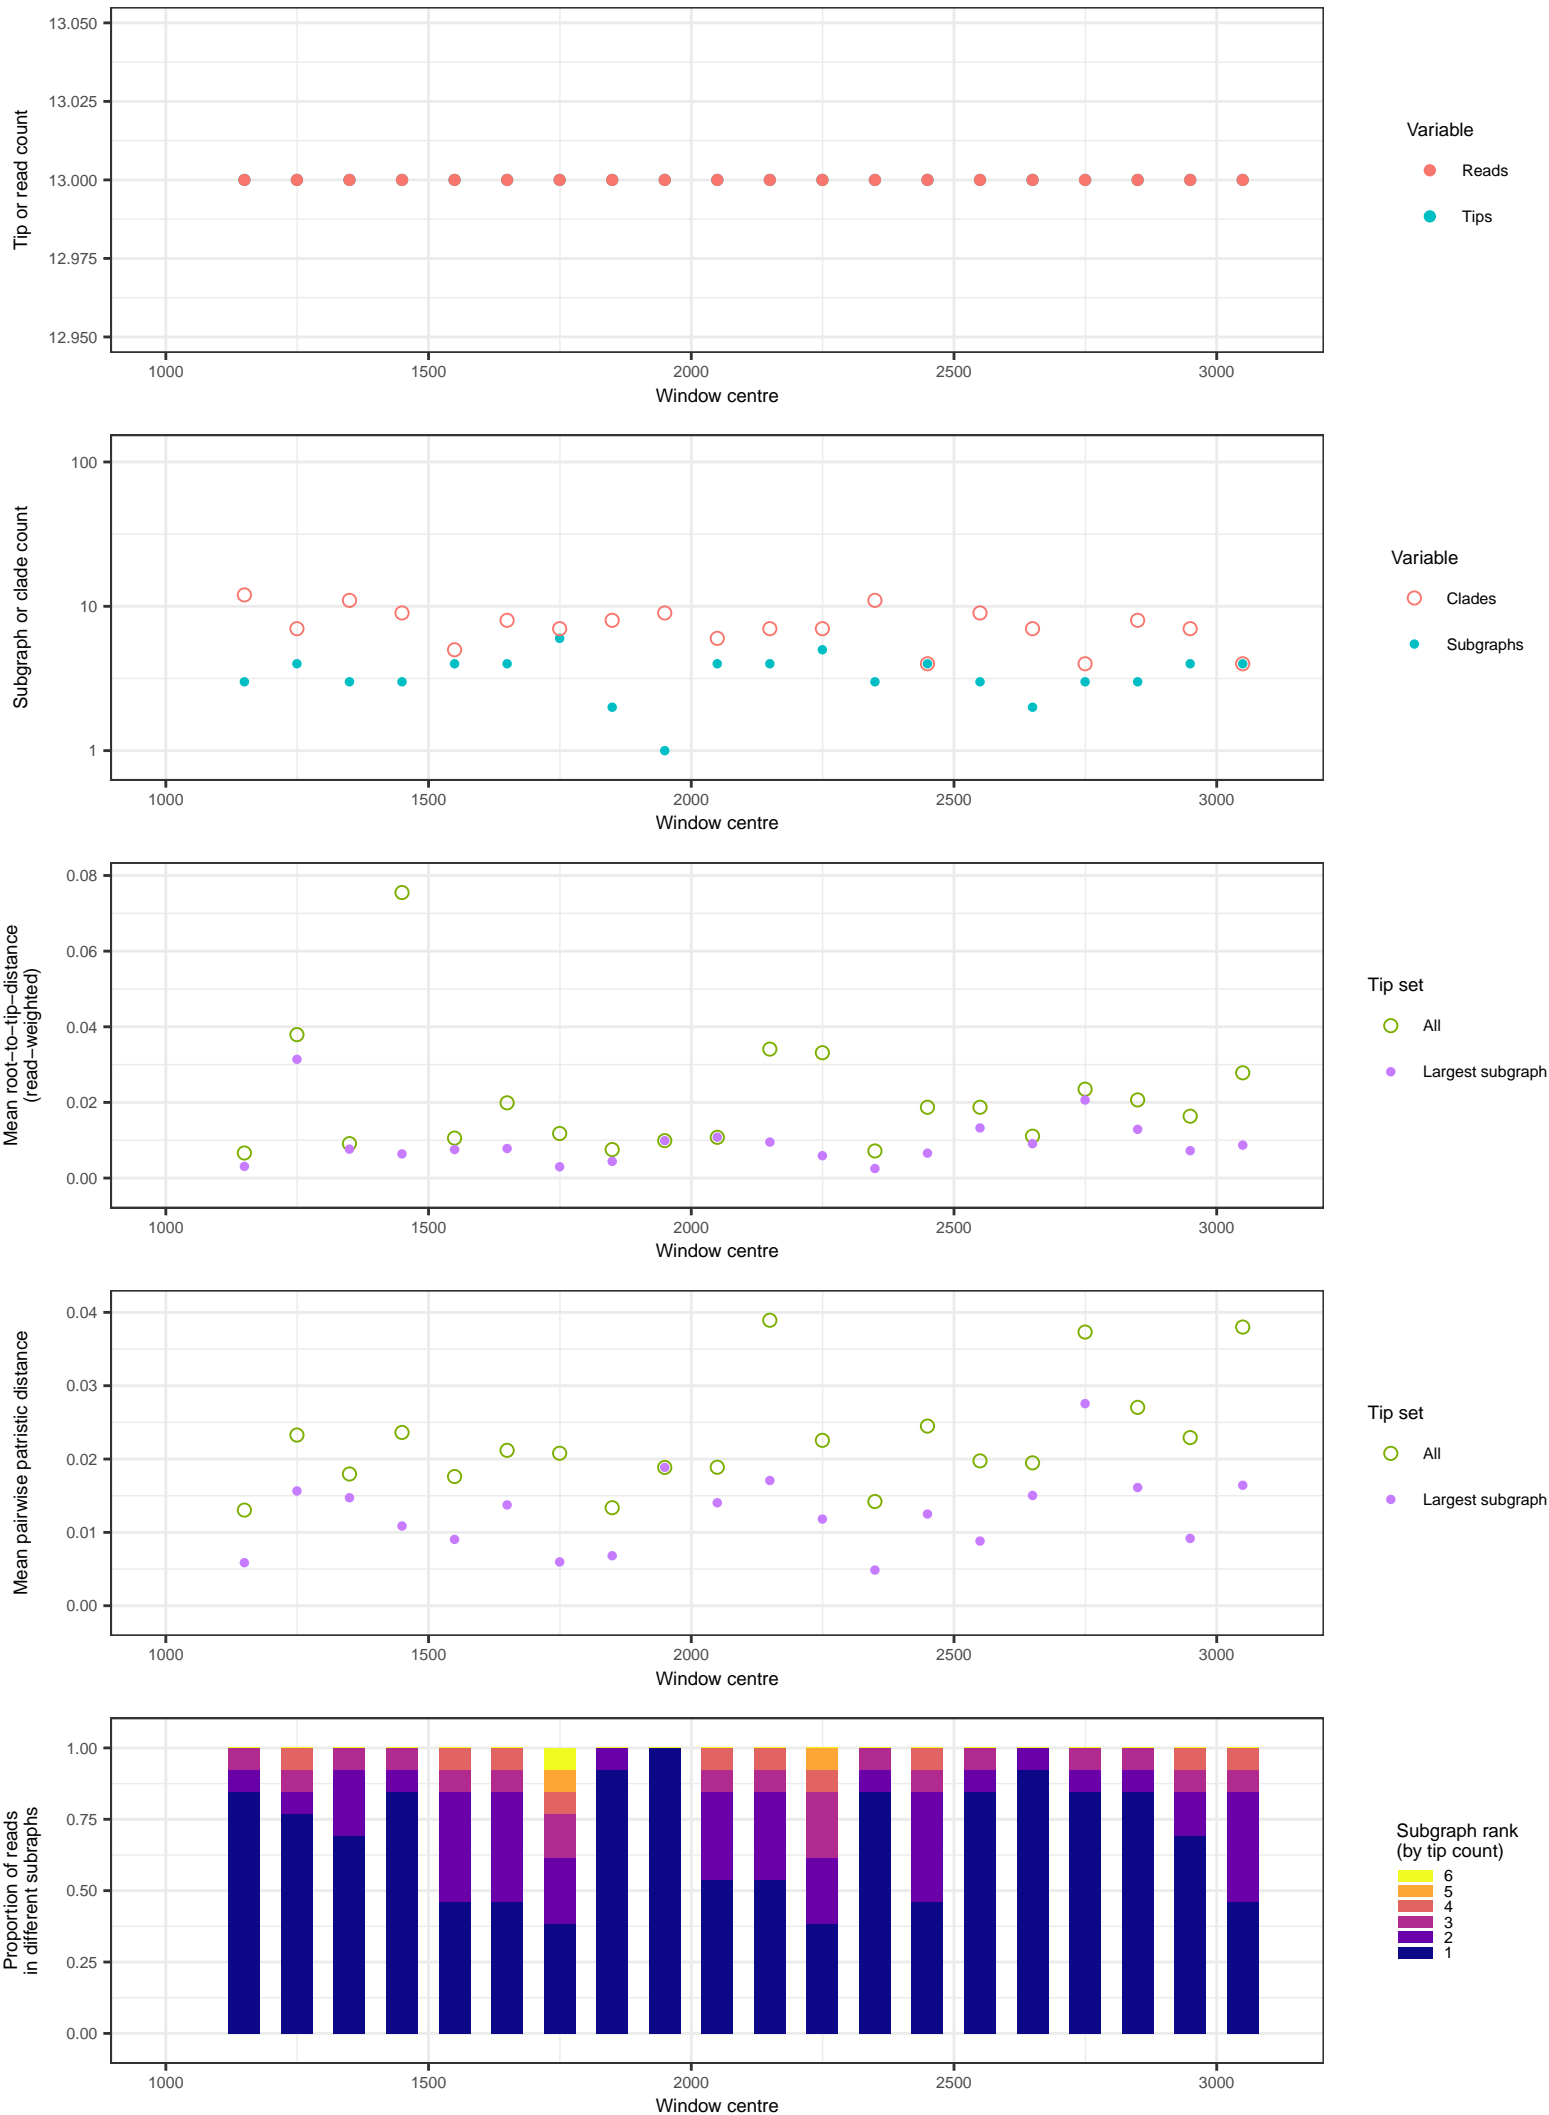 13.050
13.025
13.000
12.975
12.950
Tip or read count
1000 1500 2000 2500 3000
Window centre
Variable
Reads
Tips
100
10
1
Subgraph or clade count
1000 1500 2000 2500 3000
Window centre
Variable
Clades
Subgraphs
0.08
0.06
0.04
0.02
0.00
Mean root−to−tip−distance
(read−weighted)
1000 1500 2000 2500 3000
Window centre
Tip set
All
Largest subgraph
0.04
0.03
0.02
0.01
0.00
Mean pairwise patristic distance
1000 1500 2000 2500 3000
Window centre
Tip set
All
Largest subgraph
1.00
0.75
0.50
0.25
0.00
Proportion of reads
in different subraphs
1000 1500 2000 2500 3000
Window centre
Subgraph rank
(by tip count)
6
5
4
3
2
1